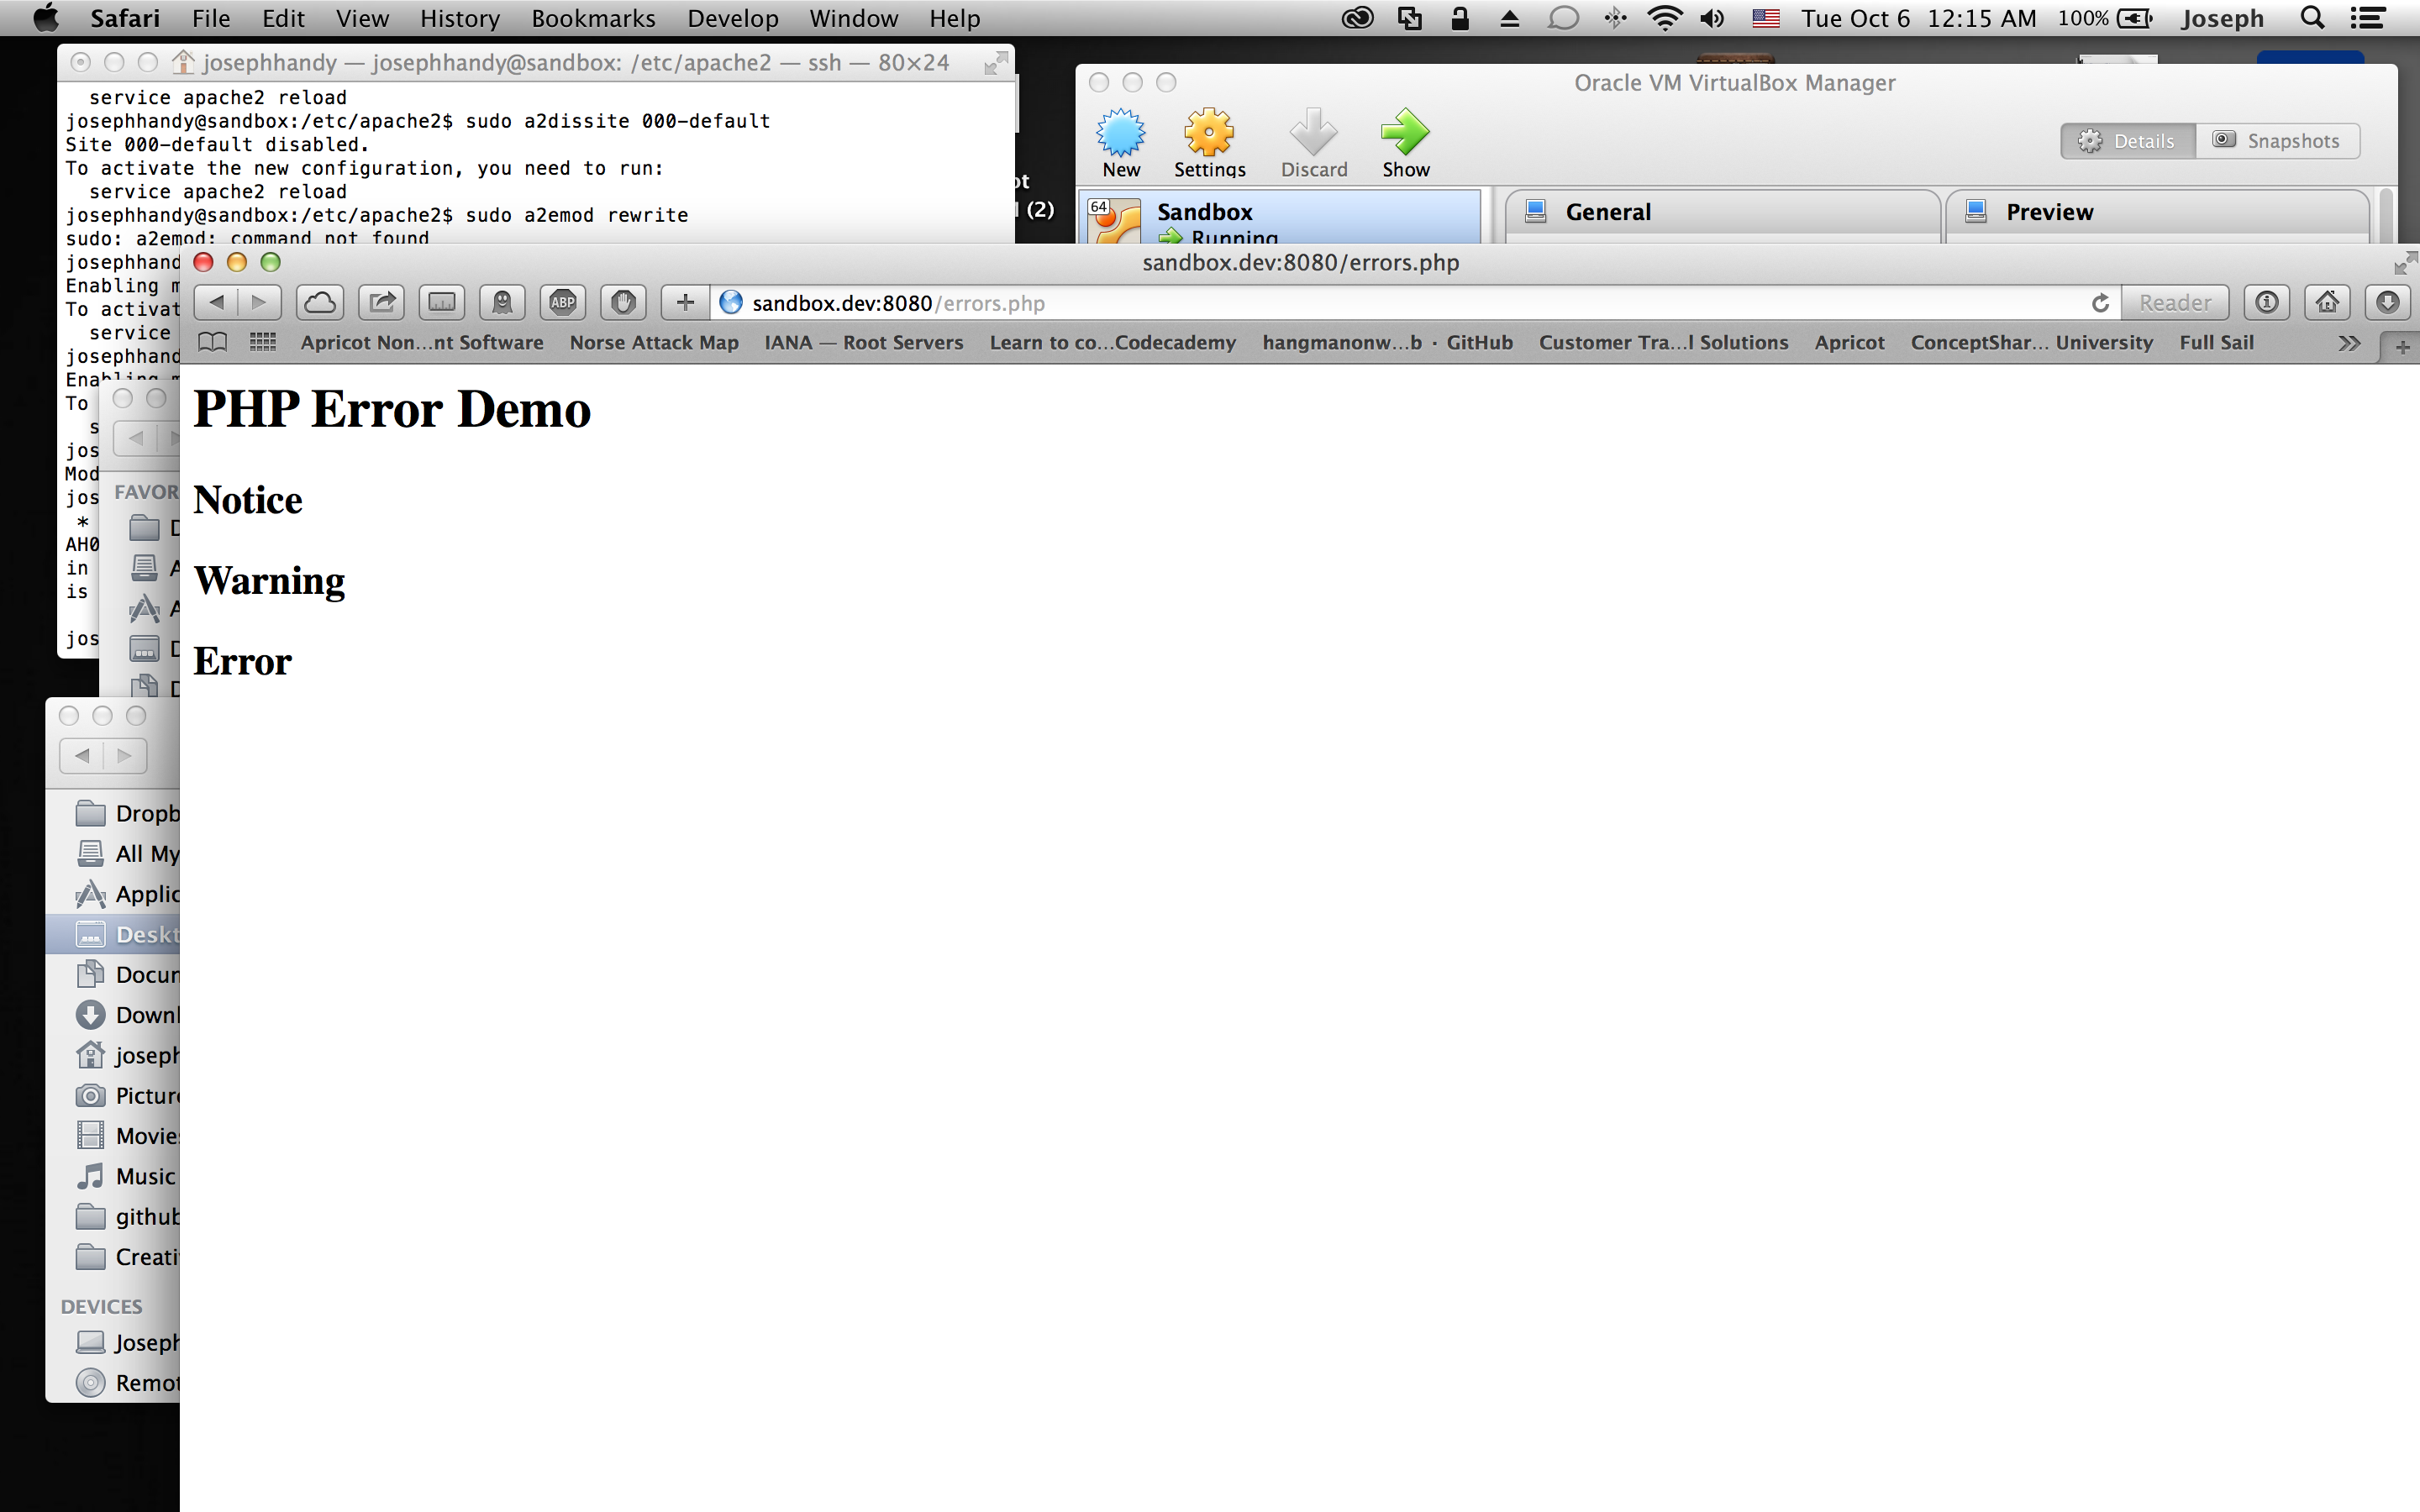 Safari File Edit View History Bookmarks Develop Window Help Tue Oct 6 12:15 AM 100% Joseph
josephhandy — josephhandy@sandbox: /etc/apache2 — ssh — 80×24
service apache2 reload
josephhandy@sandbox:/etc/apache2$ sudo a2dissite 000-default
Site 000-default disabled.
To activate the new configuration, you need to run:
service apache2 reload
josephhandy@sandbox:/etc/apache2$ sudo a2emod rewrite
sudo: a2emod: command not found
josephhand
Enabling m
To activat
service
josephhand
Enabling m
To
s
jos
Mod
jos
*
AH0
in
is
jos
ot
(2)
Oracle VM VirtualBox Manager
New Settings Discard Show Details Snapshots
64 Sandbox
Running
General Preview
sandbox.dev:8080/errors.php
ABP + sandbox.dev:8080/errors.php Reader
Apricot Non...nt Software Norse Attack Map IANA — Root Servers Learn to co...Codecademy hangmanonw...b · GitHub Customer Tra...l Solutions Apricot ConceptShar... University Full Sail >> +
PHP Error Demo
Notice
Warning
Error
FAVOR
D
A
A
D
D
Dropb
All My
Applic
Deskt
Docum
Downl
joseph
Picture
Movies
Music
github
Creati
DEVICES
Joseph
Remot